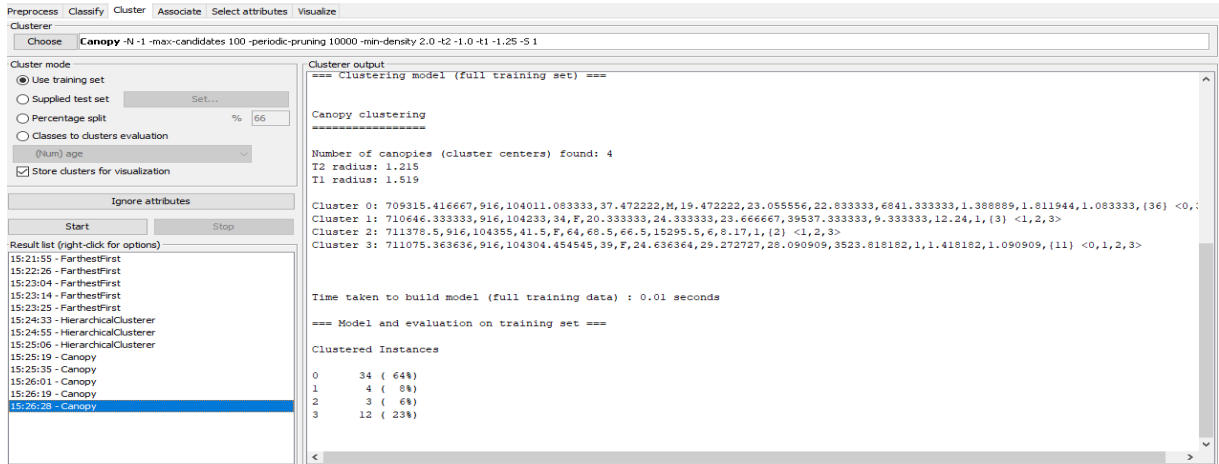 Preprocess Classify Cluster Associate Select attributes Visualize
Clusterer
Choose Canopy -N -1 -max-candidates 100 -periodic-pruning 10000 -min-density 2.0 -t2 -1.0 -t1 -1.25 -S 1
Cluster mode
Use training set
Supplied test set Set...
Percentage split % 66
Classes to clusters evaluation
(Num) age
Store clusters for visualization
Ignore attributes
Start Stop
Result list (right-click for options)
15:21:55 - FarthestFirst
15:22:26 - FarthestFirst
15:23:04 - FarthestFirst
15:23:14 - FarthestFirst
15:23:25 - FarthestFirst
15:24:33 - HierarchicalClusterer
15:24:55 - HierarchicalClusterer
15:25:06 - HierarchicalClusterer
15:25:19 - Canopy
15:25:35 - Canopy
15:26:01 - Canopy
15:26:19 - Canopy
15:26:28 - Canopy
Clusterer output
=== Clustering model (full training set) ===
Canopy clustering
=================
Number of canopies (cluster centers) found: 4
T2 radius: 1.215
T1 radius: 1.519
Cluster 0: 709315.416667,916,104011.083333,37.472222,M,19.472222,23.055556,22.833333,6841.333333,1.388889,1.811944,1.083333,{36} <0,
Cluster 1: 710646.333333,916,104233,34,F,20.333333,24.333333,23.666667,39537.333333,9.333333,12.24,1,{3} <1,2,3>
Cluster 2: 711378.5,916,104355,41.5,F,64,68.5,66.5,15295.5,6,8.17,1,{2} <1,2,3>
Cluster 3: 711075.363636,916,104304.454545,39,F,24.636364,29.272727,28.090909,3523.818182,1,1.418182,1.090909,{11} <0,1,2,3>
Time taken to build model (full training data) : 0.01 seconds
=== Model and evaluation on training set ===
Clustered Instances
0 34 ( 64%)
1 4 ( 8%)
2 3 ( 6%)
3 12 ( 23%)